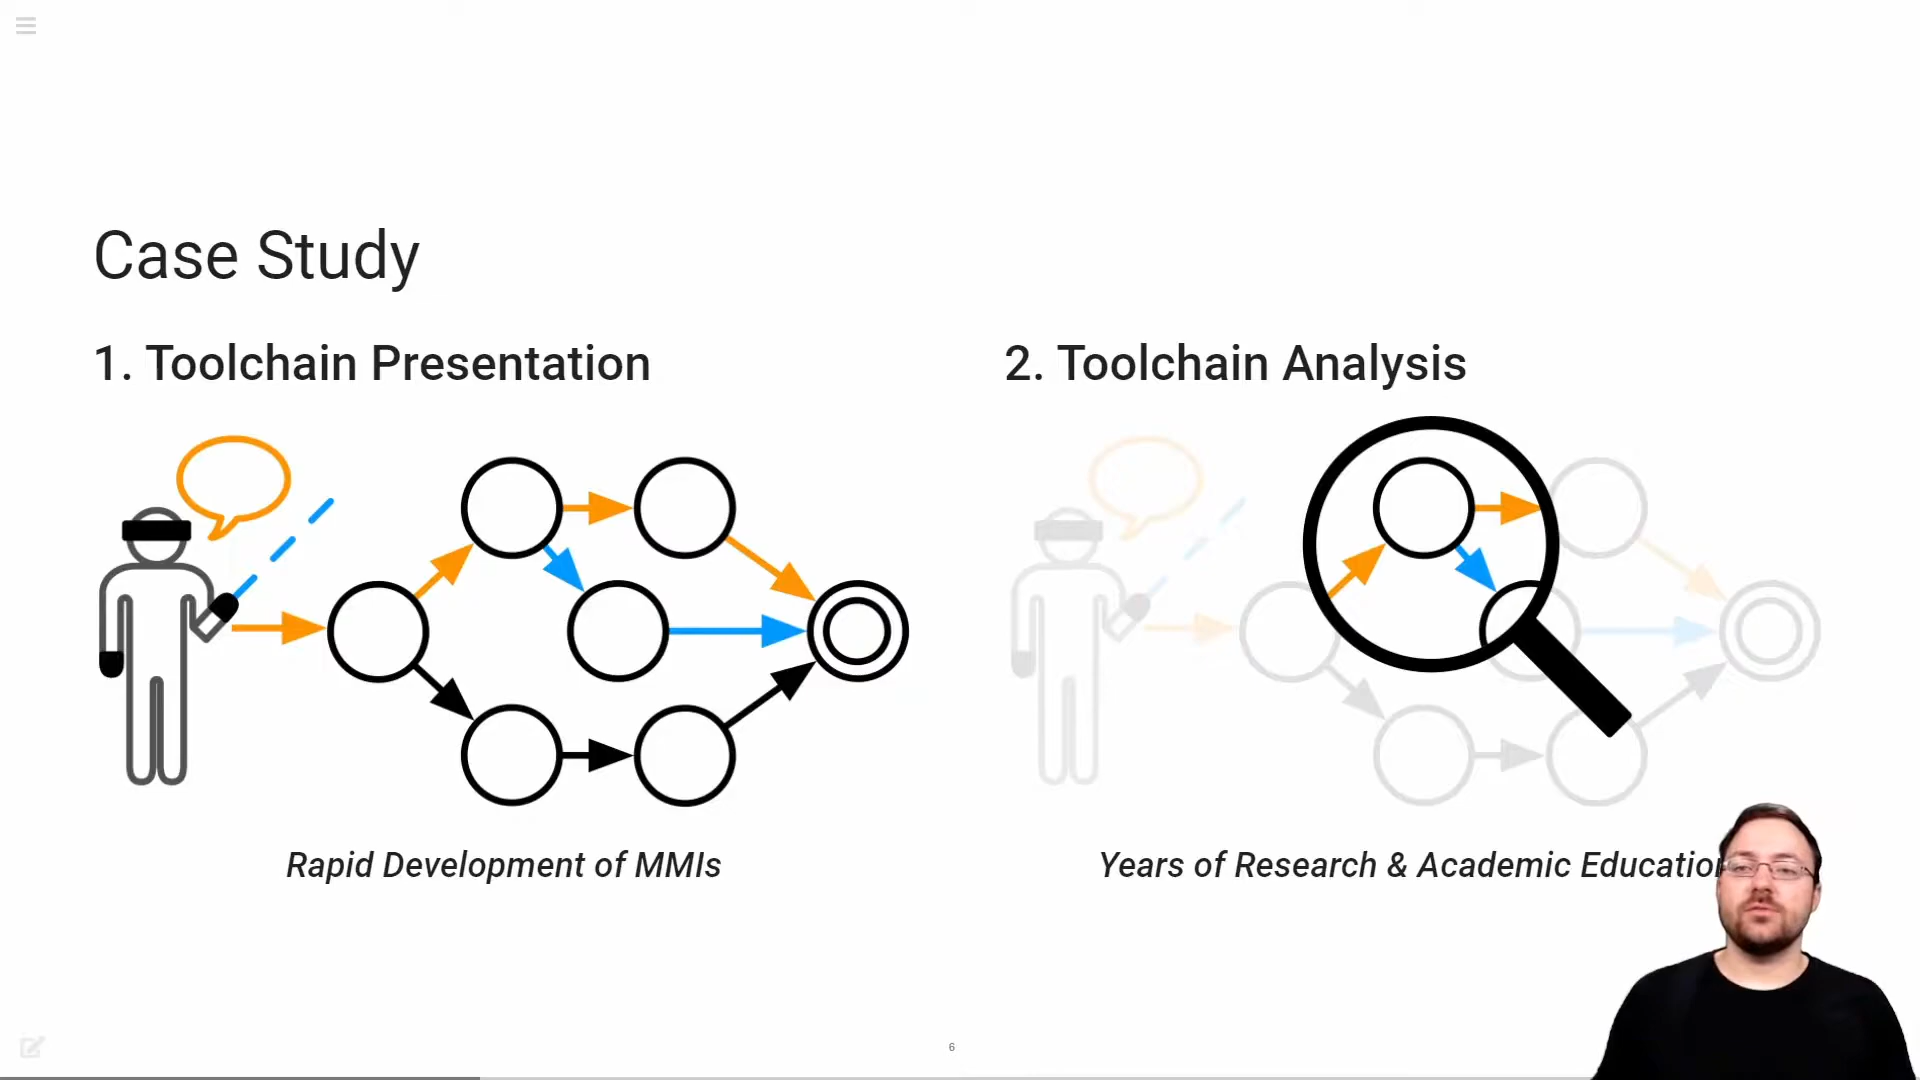 Case Study
1. Toolchain Presentation
2. Toolchain Analysis
Rapid Development of MMIs
Years of Research & Academic Education
6